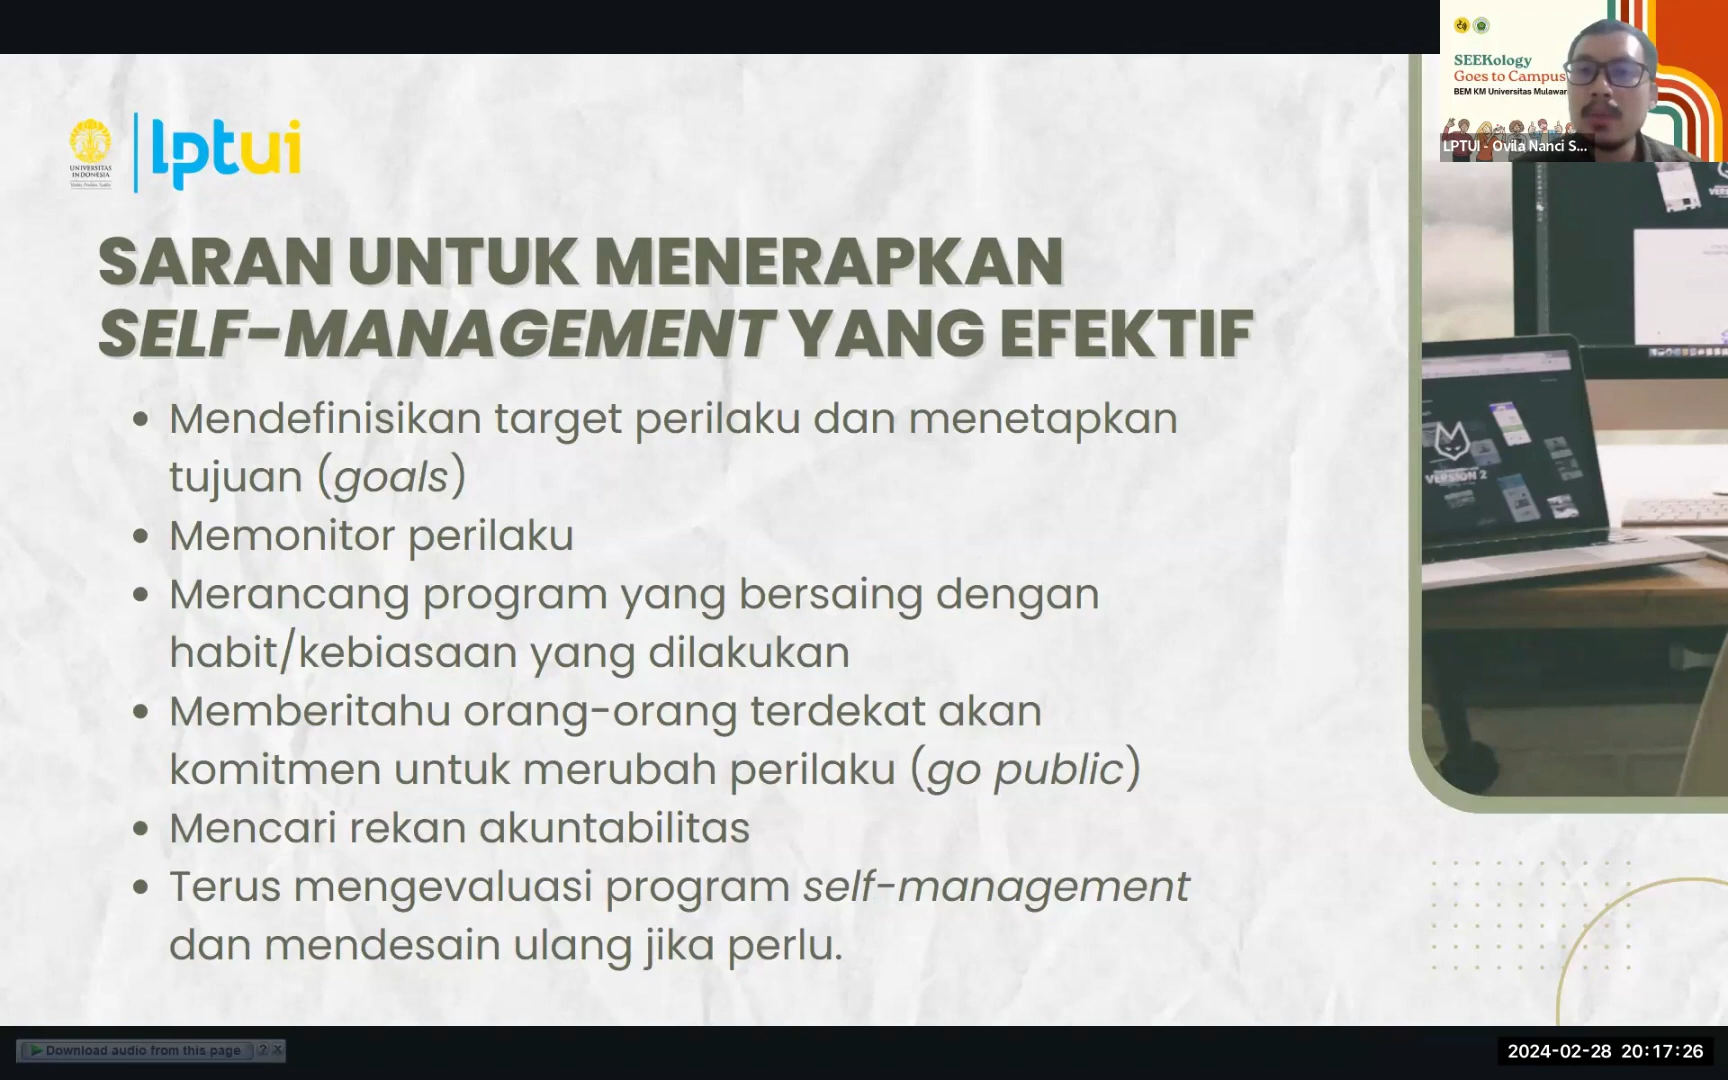 SEEKology
Goes to Campus
BEM KM Universitas Mulawar
LPTUI - Ovila Nanci S...
UNIVERSITAS
INDONESIA
lptui
SARAN UNTUK MENERAPKAN
SELF-MANAGEMENT YANG EFEKTIF
• Mendefinisikan target perilaku dan menetapkan
tujuan (goals)
• Memonitor perilaku
• Merancang program yang bersaing dengan
habit/kebiasaan yang dilakukan
• Memberitahu orang-orang terdekat akan
komitmen untuk merubah perilaku (go public)
• Mencari rekan akuntabilitas
• Terus mengevaluasi program self-management
dan mendesain ulang jika perlu.
VERSION 2
Download audio from this page ? X
2024-02-28 20:17:26